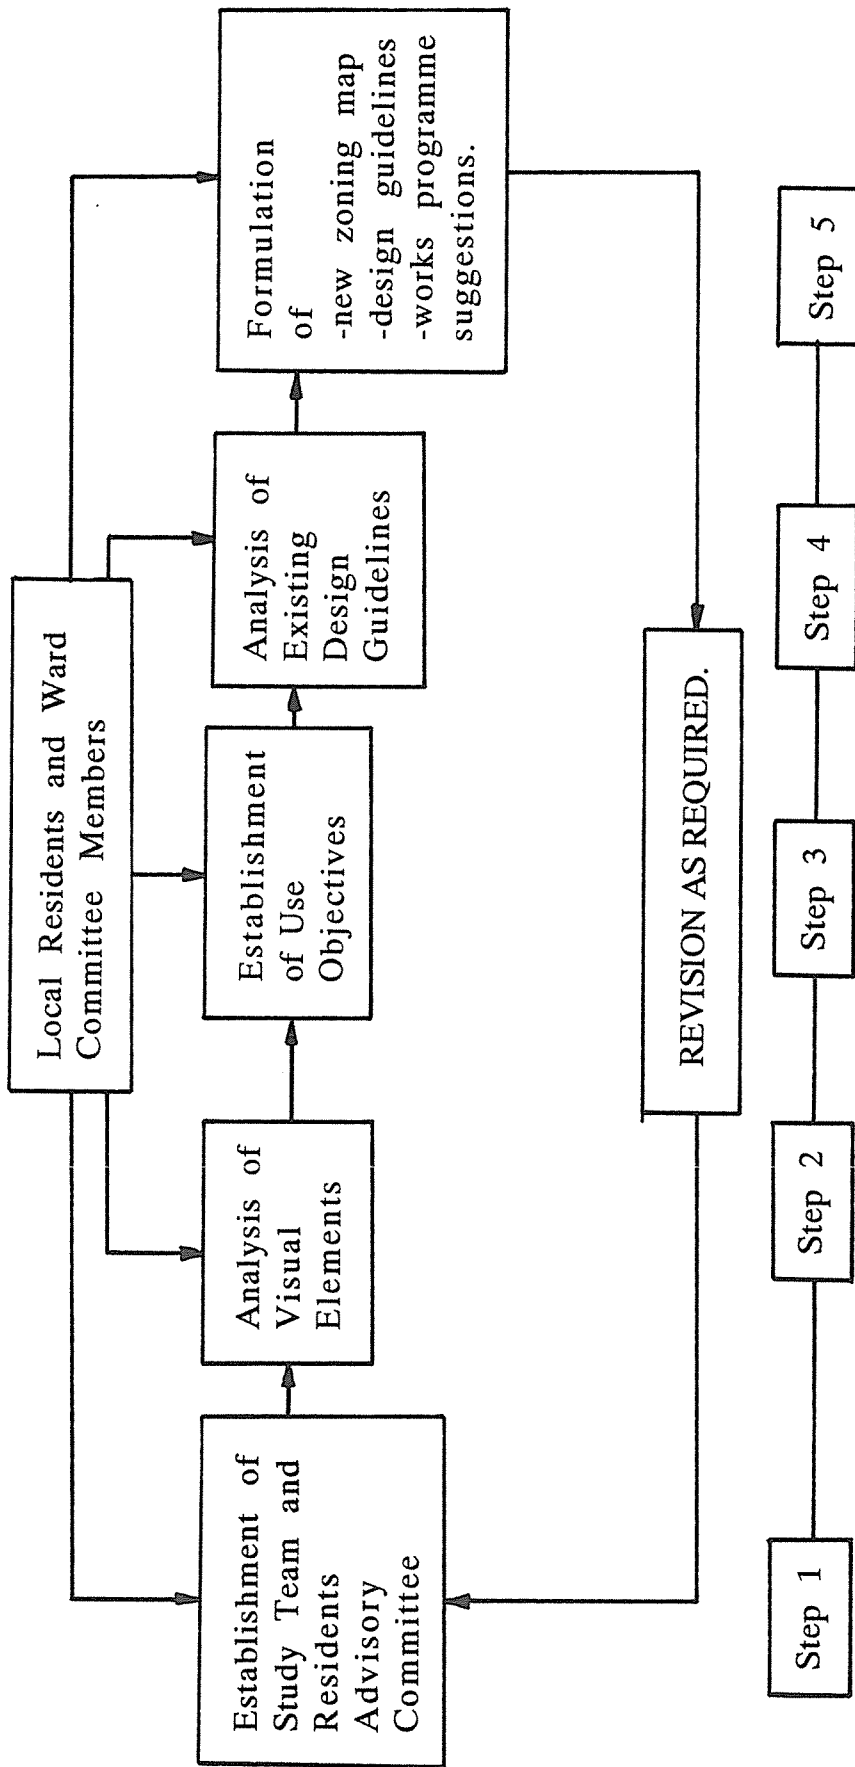 Local Residents and Ward
Committee Members
Establishment of
Study Team and
Residents
Advisory
Committee
Analysis of
Visual
Elements
Establishment
of Use
Objectives
Analysis of
Existing
Design
Guidelines
Formulation
of
-new zoning map
-design guidelines
-works programme
suggestions.
REVISION AS REQUIRED.
Step 1
Step 2
Step 3
Step 4
Step 5